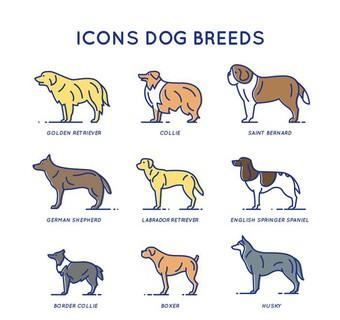 ICONS DOG BREEDS
GOLDEN RETRIEVER
COLLIE
SAINT BERNARD
GERMAN SHEPHERD
LABRADOR RETRIEVER
ENGLISH SPRINGER SPANIEL
BORDER COLLIE
BOXER
HUSKY